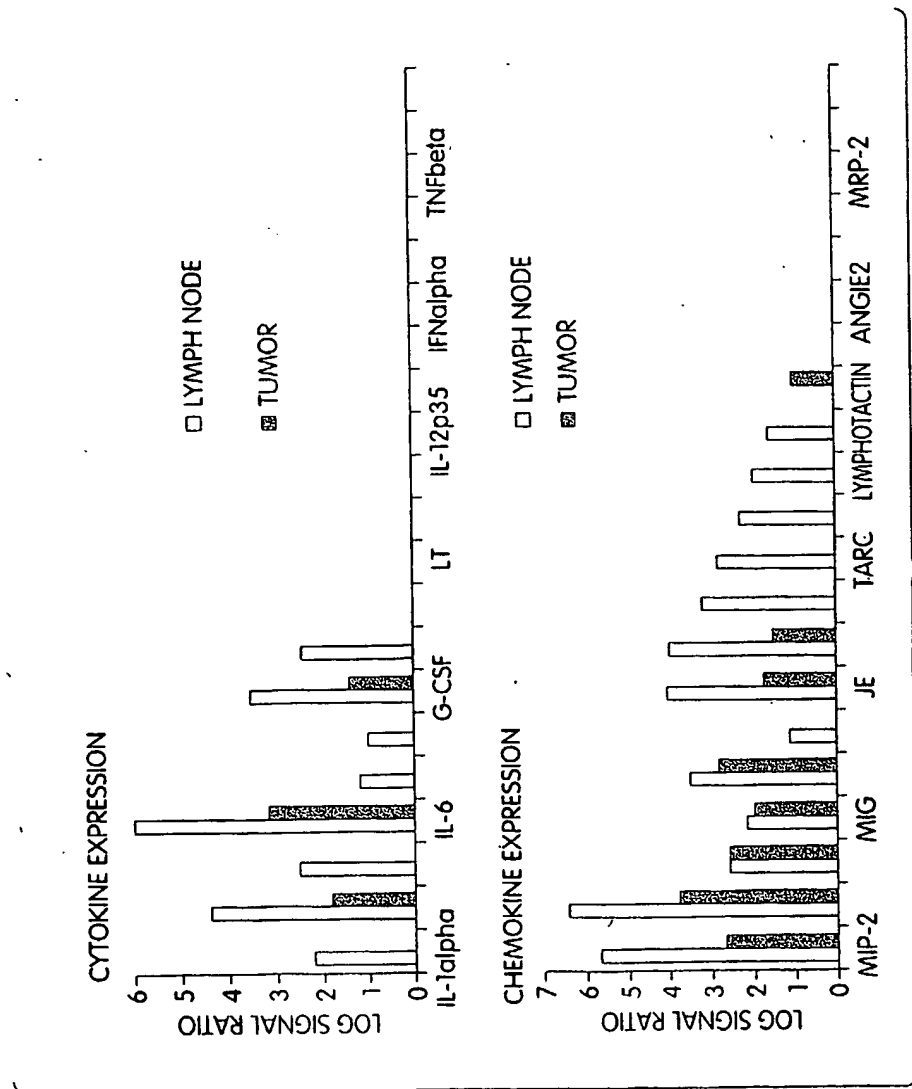 CYTOKINE EXPRESSION
LOG SIGNAL RATIO
6
5
4
3
2
1
0
□ LYMPH NODE
▩ TUMOR
IL-1alpha IL-6 G-CSF LT IL-12p35 IFNalpha TNFbeta
CHEMOKINE EXPRESSION
LOG SIGNAL RATIO
7
6
5
4
3
2
1
0
□ LYMPH NODE
▩ TUMOR
MIP-2 MIG JE TARC LYMPHOTACTIN ANGIE2 MRP-2